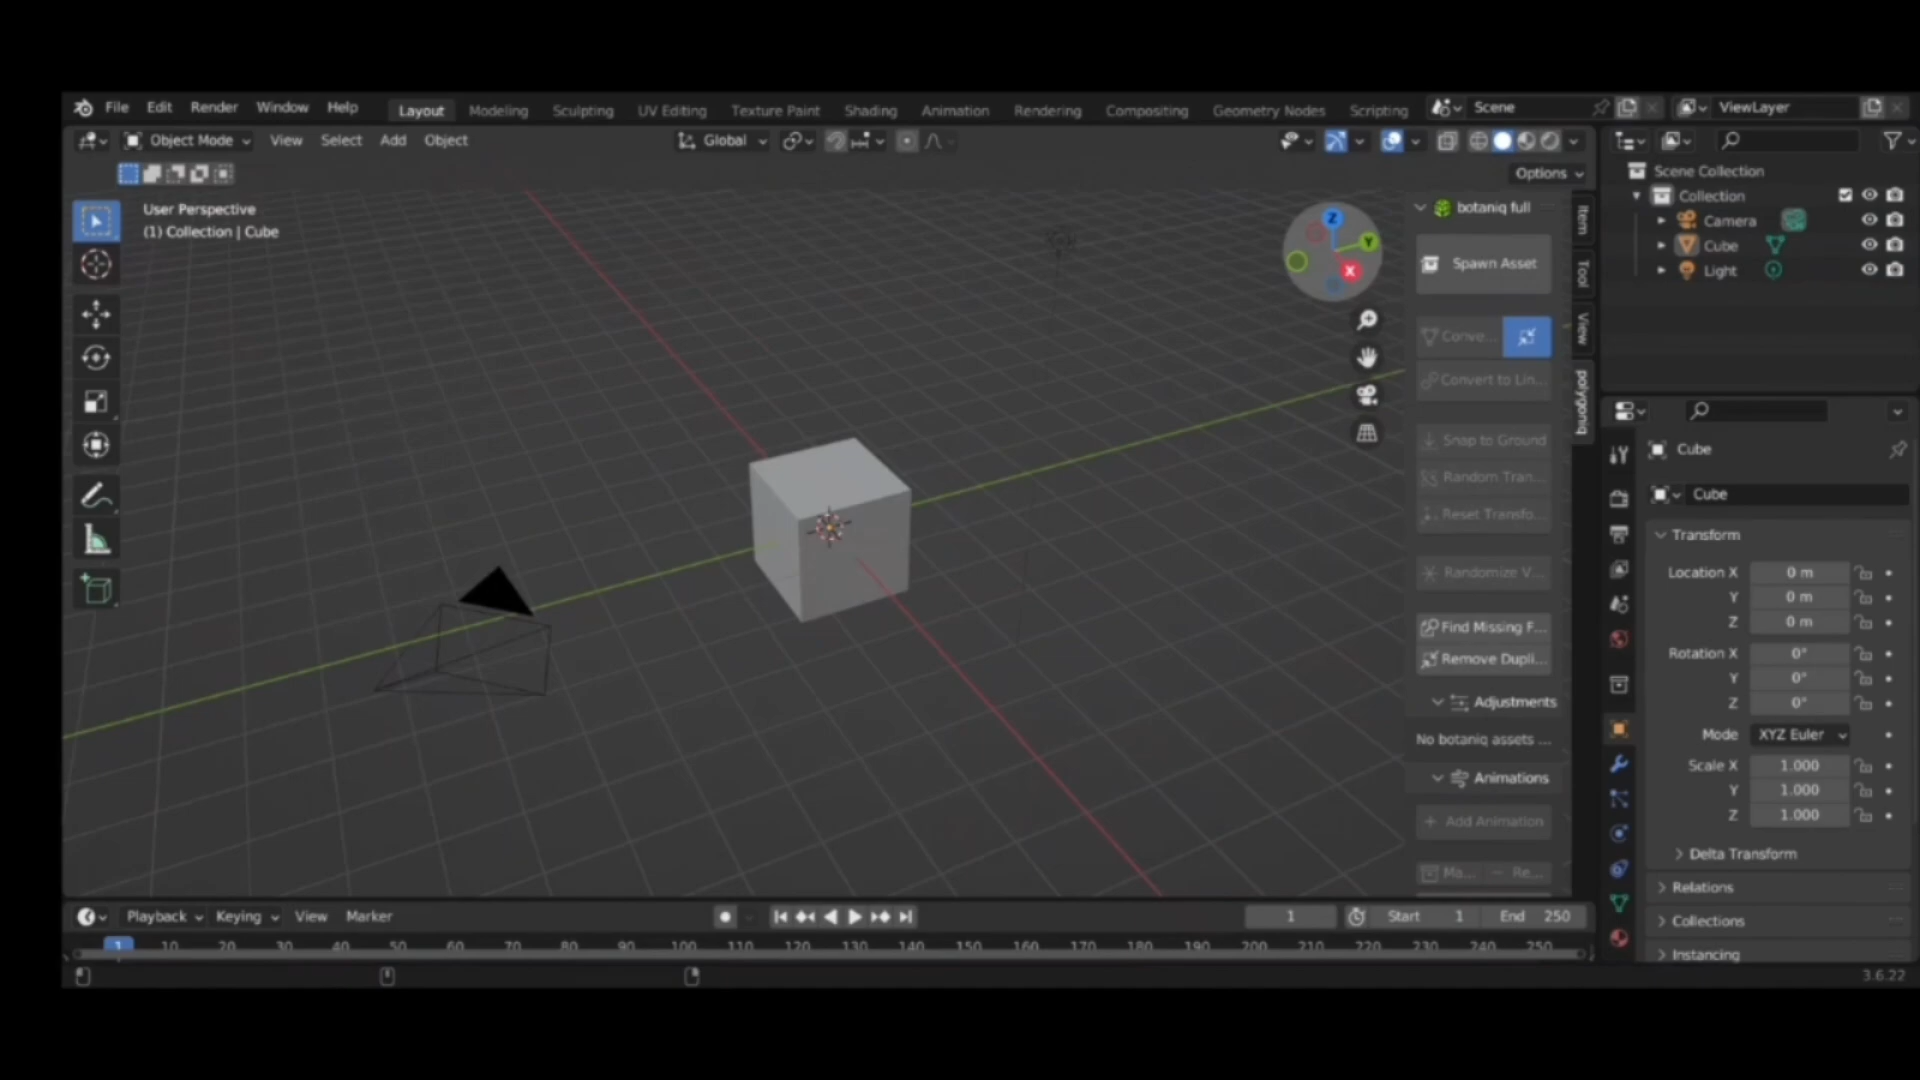 File Edit Render Window Help Layout Modeling Sculpting UV Editing Texture Paint Shading Animation Rendering Compositing Geometry Nodes Scripting Scene ViewLayer
Object Mode View Select Add Object Global
Options
User Perspective
(1) Collection | Cube
Z
Y
X
botaniq full
Spawn Asset
Conve...
Convert to Lin...
Snap to Ground
Random Tran...
Reset Transfo...
Randomize V...
Find Missing F...
Remove Dupli...
Adjustments
No botaniq assets ...
Animations
Add Animation
Ma... Re...
Item
Tool
View
polygoniq
Scene Collection
Collection
Camera
Cube
Light
Cube
Cube
Transform
Location X 0 m
Y 0 m
Z 0 m
Rotation X 0°
Y 0°
Z 0°
Mode XYZ Euler
Scale X 1.000
Y 1.000
Z 1.000
Delta Transform
Relations
Collections
Instancing
Playback Keying View Marker 1 Start 1 End 250
1 10 20 30 40 50 60 70 80 90 100 110 120 130 140 150 160 170 180 190 200 210 220 230 240 250
3.6.22